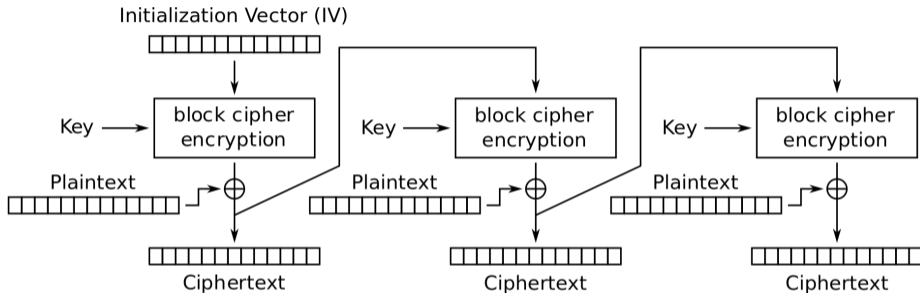 Initialization Vector (IV)
block cipher
encryption
Key
Plaintext
Ciphertext
block cipher
encryption
Key
Plaintext
Ciphertext
block cipher
encryption
Key
Plaintext
Ciphertext